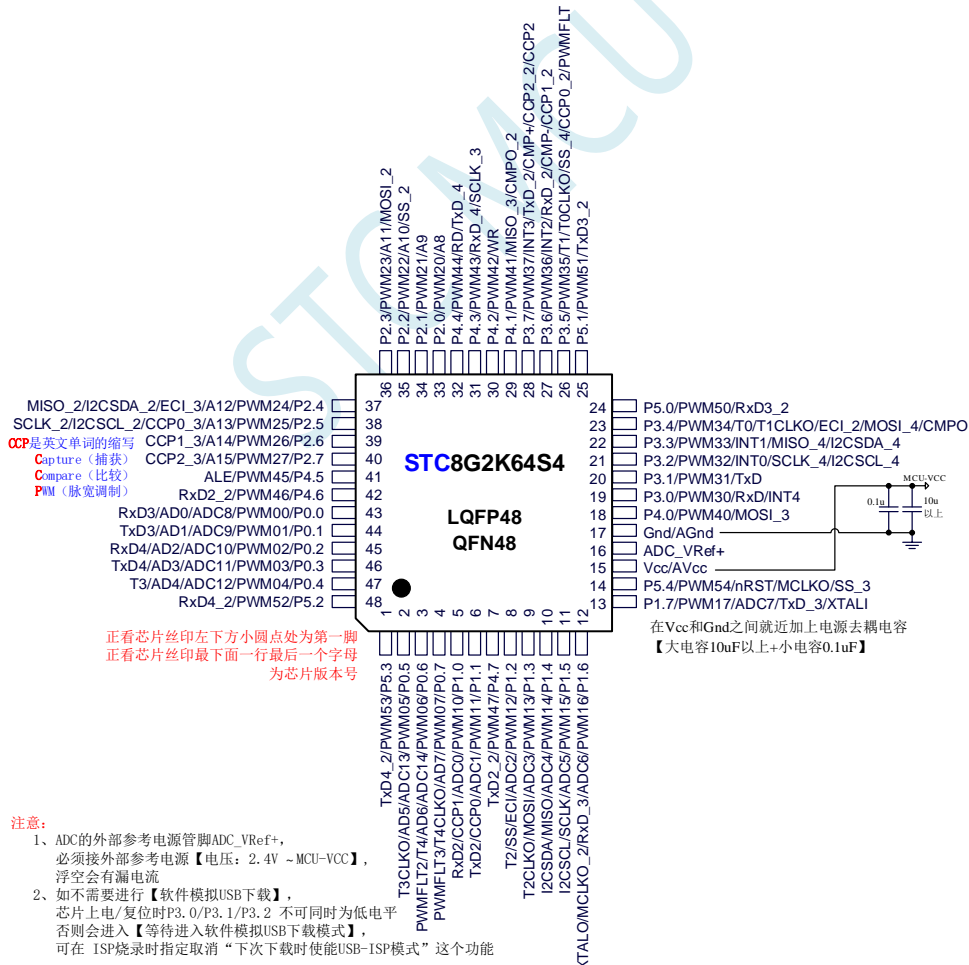 STCMCU
P2.3/PWM23/A11/MOSI_2
P2.2/PWM22/A10/SS_2
P2.1/PWM21/A9
P2.0/PWM20/A8
P4.4/PWM44/RD/TxD_4
P4.3/PWM43/RxD_4/SCLK_3
P4.2/PWM42/WR
P4.1/PWM41/MISO_3/CMPO_2
P3.7/PWM37/INT3/TxD_2/CMP+/CCP2_2/CCP2
P3.6/PWM36/INT2/RxD_2/CMP-/CCP1_2
P3.5/PWM35/T1/T0CLKO/SS_4/CCP0_2/PWMFLT
P5.1/PWM51/TxD3_2
36
35
34
33
32
31
30
29
28
27
26
25
MISO_2/I2CSDA_2/ECI_3/A12/PWM24/P2.4 37
SCLK_2/I2CSCL_2/CCP0_3/A13/PWM25/P2.5 38
CCP1_3/A14/PWM26/P2.6 39
CCP2_3/A15/PWM27/P2.7 40
ALE/PWM45/P4.5 41
RxD2_2/PWM46/P4.6 42
RxD3/AD0/ADC8/PWM00/P0.0 43
TxD3/AD1/ADC9/PWM01/P0.1 44
RxD4/AD2/ADC10/PWM02/P0.2 45
TxD4/AD3/ADC11/PWM03/P0.3 46
T3/AD4/ADC12/PWM04/P0.4 47
RxD4_2/PWM52/P5.2 48
CCP是英文单词的缩写
Capture（捕获）
Compare（比较）
PWM（脉宽调制）
STC8G2K64S4
LQFP48
QFN48
24 P5.0/PWM50/RxD3_2
23 P3.4/PWM34/T0/T1CLKO/ECI_2/MOSI_4/CMPO
22 P3.3/PWM33/INT1/MISO_4/I2CSDA_4
21 P3.2/PWM32/INT0/SCLK_4/I2CSCL_4
20 P3.1/PWM31/TxD
19 P3.0/PWM30/RxD/INT4
18 P4.0/PWM40/MOSI_3
17 Gnd/AGnd
16 ADC_VRef+
15 Vcc/AVcc
14 P5.4/PWM54/nRST/MCLKO/SS_3
13 P1.7/PWM17/ADC7/TxD_3/XTALI
MCU-VCC
0.1u
10u
以上
在Vcc和Gnd之间就近加上电源去耦电容
【大电容10uF以上+小电容0.1uF】
正看芯片丝印左下方小圆点处为第一脚
正看芯片丝印最下面一行最后一个字母
为芯片版本号
1
2
3
4
5
6
7
8
9
10
11
12
TxD4_2/PWM53/P5.3
T3CLKO/AD5/ADC13/PWM05/P0.5
PWMFLT2/T4/AD6/ADC14/PWM06/P0.6
PWMFLT3/T4CLKO/AD7/PWM07/P0.7
RxD2/CCP1/ADC0/PWM10/P1.0
TxD2/CCP0/ADC1/PWM11/P1.1
TxD2_2/PWM47/P4.7
T2/SS/ECI/ADC2/PWM12/P1.2
T2CLKO/MOSI/ADC3/PWM13/P1.3
I2CSDA/MISO/ADC4/PWM14/P1.4
I2CSCL/SCLK/ADC5/PWM15/P1.5
XTALO/MCLKO_2/RxD_3/ADC6/PWM16/P1.6
注意：
1、ADC的外部参考电源管脚ADC_VRef+，
必须接外部参考电源【电压：2.4V ~MCU-VCC】，
浮空会有漏电流
2、如不需要进行【软件模拟USB下载】，
芯片上电/复位时P3.0/P3.1/P3.2 不可同时为低电平
否则会进入【等待进入软件模拟USB下载模式】，
可在 ISP烧录时指定取消“下次下载时使能USB-ISP模式”这个功能